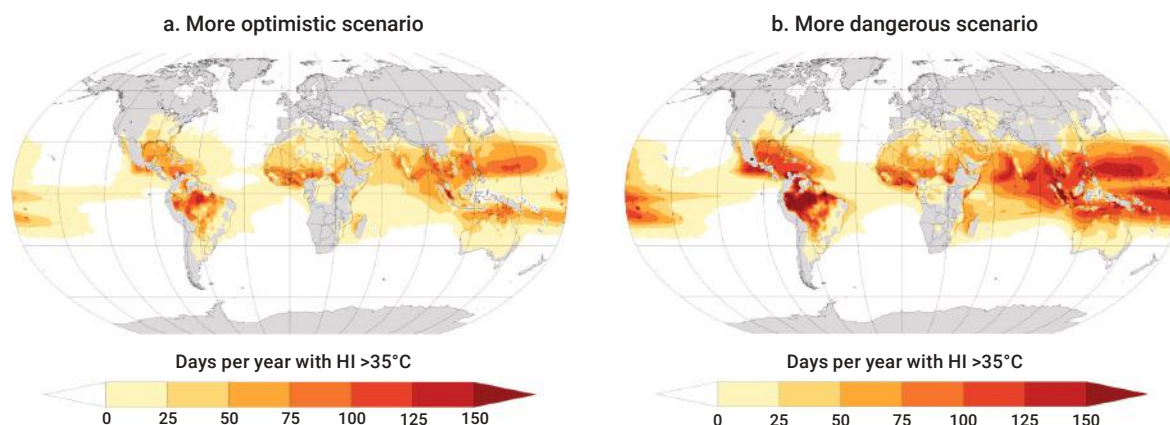 a. More optimistic scenario
Days per year with HI >35°C
0 25 50 75 100 125 150
b. More dangerous scenario
Days per year with HI >35°C
0 25 50 75 100 125 150